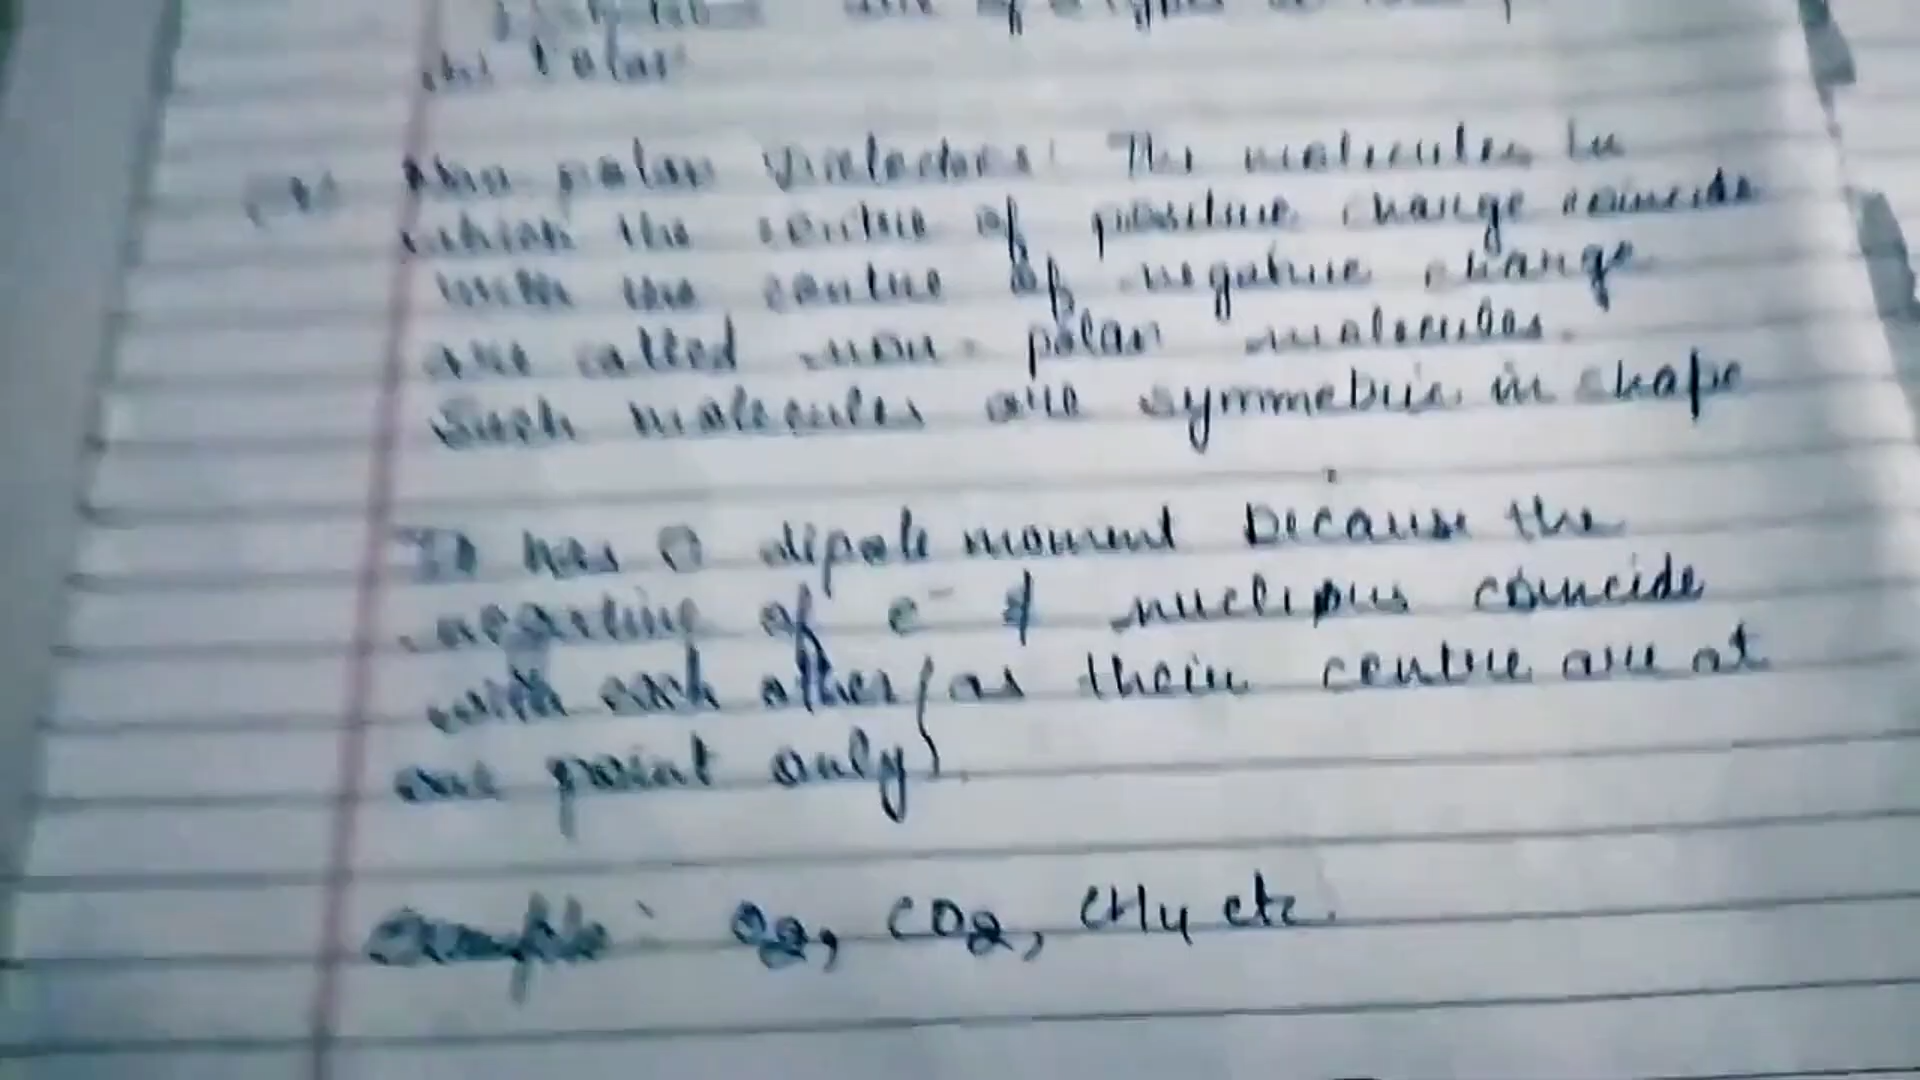 and Polar
Non polar Dielectrics: The molecules in
which the centre of positive charge coincide
with the centre of negative charge
are called non-polar molecules.
Such molecules are symmetric in shape
It has 0 dipole moment because the
of e⁻ & coincide
with each other (as their centre are at
one point only).
Example: O2, CO2, CH4 etc.